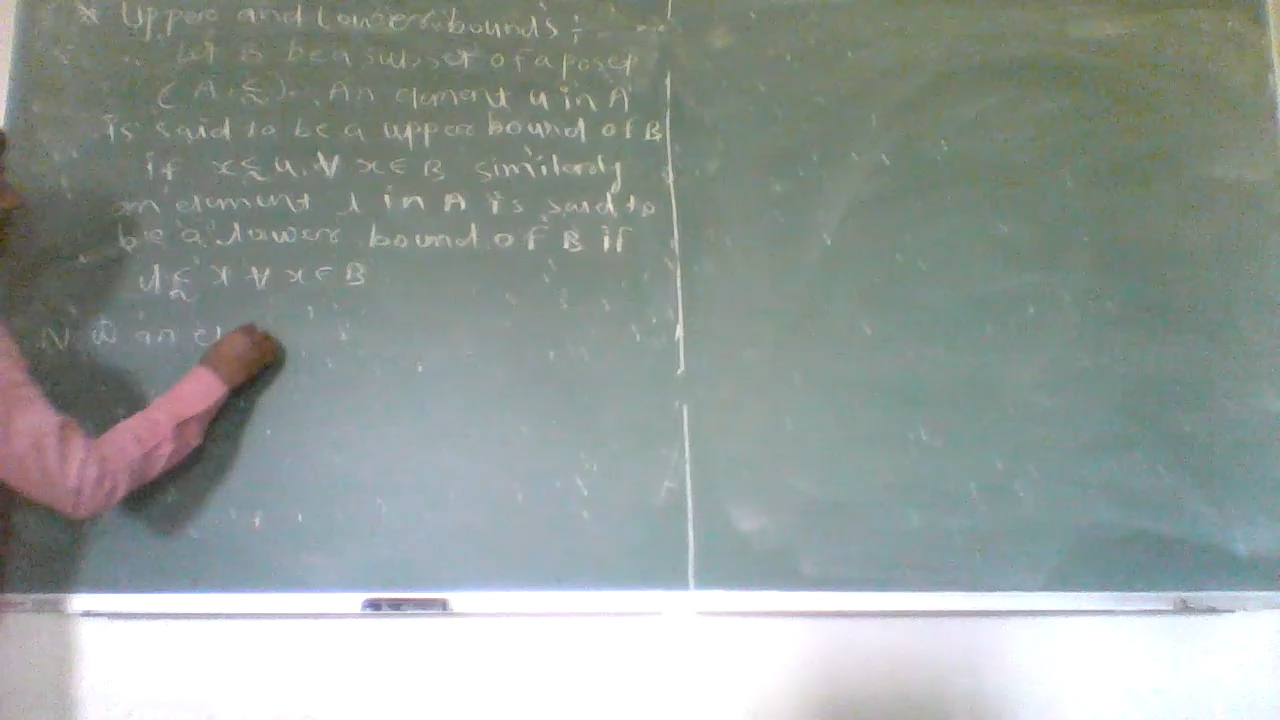 * Upper and Lower bounds :-
Let B be a subset of a poset
(A, ≲). An element u in A
is said to be a upper bound of B
if x ≲ u, ∀ x ∈ B similarly
an element l in A is said to
be a lower bound of B if
l ≲ x ∀ x ∈ B
an el